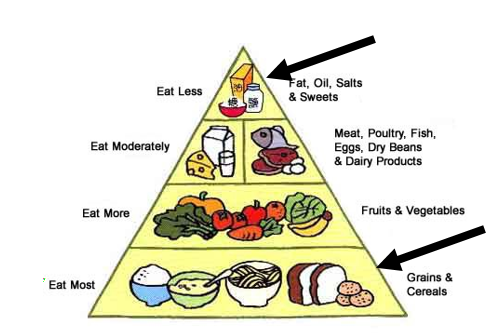 Eat Less
Fat, Oil, Salts
& Sweets
Eat Moderately
Meat, Poultry, Fish,
Eggs, Dry Beans
& Dairy Products
Eat More
Fruits & Vegetables
Eat Most
Grains &
Cereals